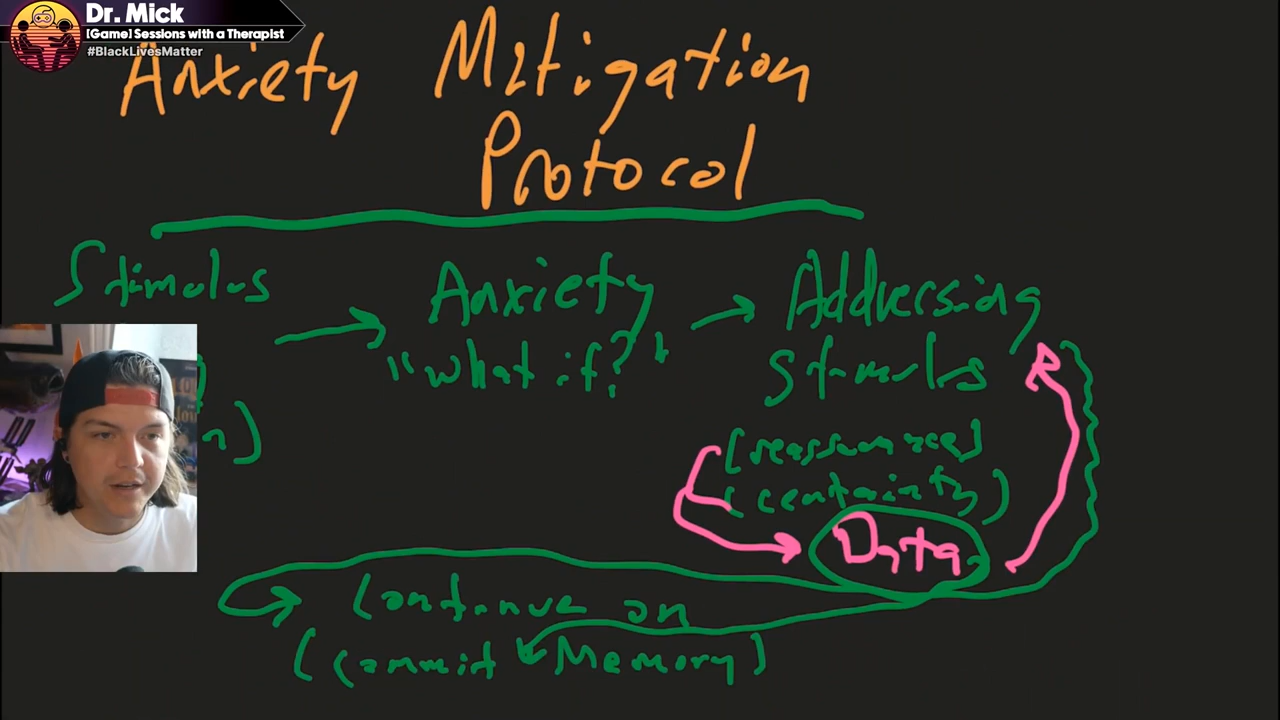 Dr. Mick
[Game] Sessions with a Therapist
#BlackLivesMatter
Anxiety Mitigation
Protocol
Stimulus
Anxiety
"What if?"
Addressing
Stimulus
(reassurance)
(certainty)
Data
Continue on
(Commit Memory)